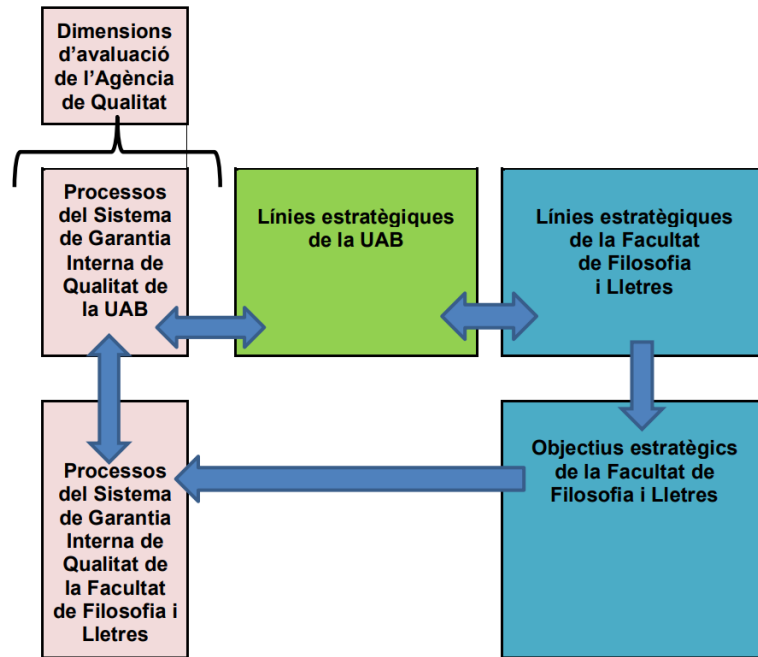 Dimensions
d'avaluació
de l'Agència
de Qualitat
Processos
del Sistema
de Garantia
Interna de
Qualitat de
la UAB
Línies estratègiques
de la UAB
Línies estratègiques
de la Facultat
de Filosofia
i Lletres
Processos
del Sistema
de Garantia
Interna de
Qualitat de
la Facultat
de Filosofia i
Lletres
Objectius estratègics
de la Facultat de
Filosofia i Lletres